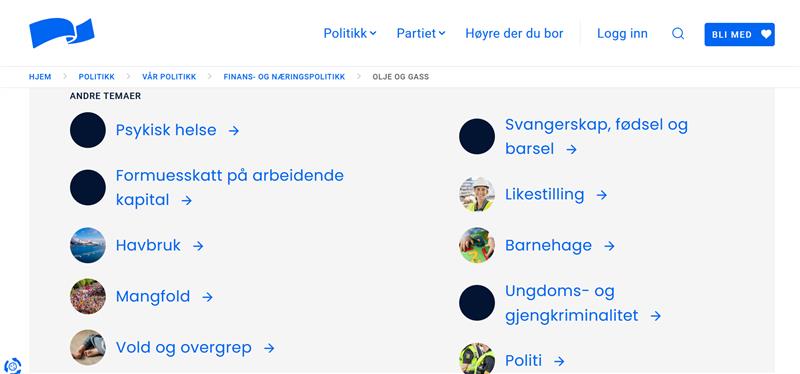 Politikk
Partiet
Høyre der du bor
Logg inn
BLI MED
HJEM
POLITIKK
VÅR POLITIKK
FINANS- OG NÆRINGSPOLITIKK
OLJE OG GASS
ANDRE TEMAER
Psykisk helse
Formuesskatt på arbeidende
kapital
Havbruk
Mangfold
Vold og overgrep
Svangerskap, fødsel og
barsel
Likestilling
Barnehage
Ungdoms- og
gjengkriminalitet
Politi